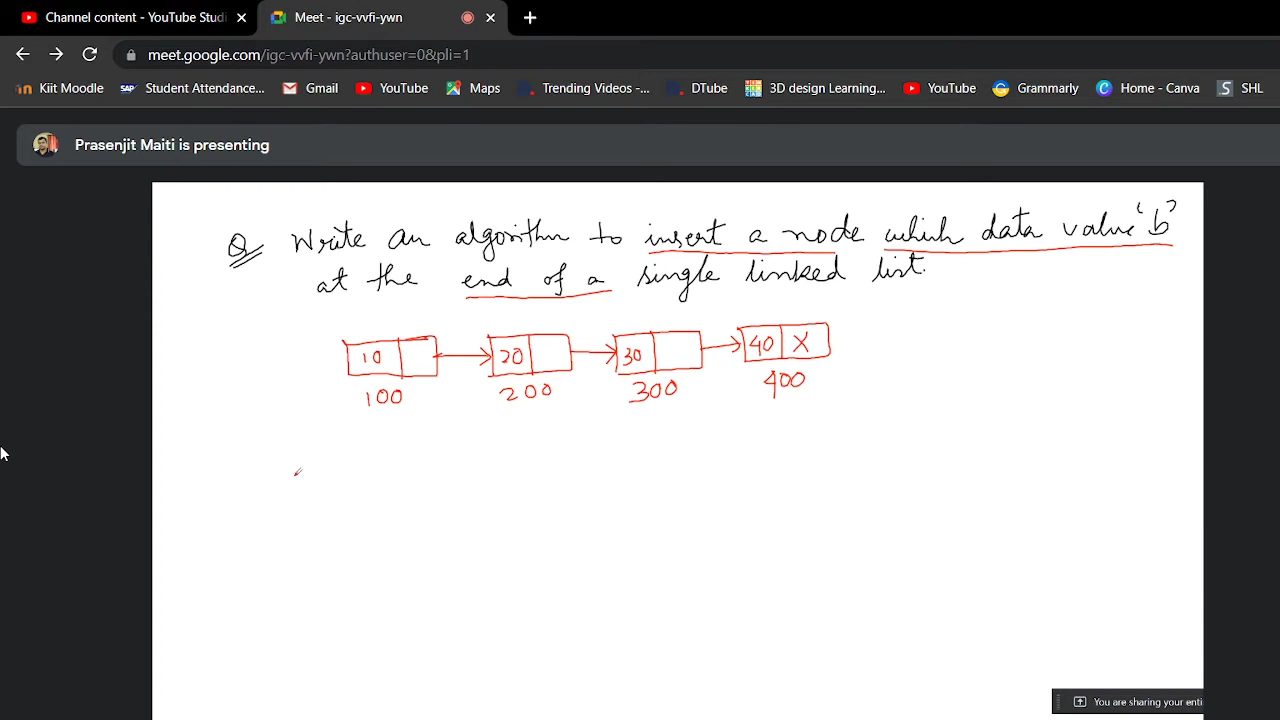 Channel content - YouTube Studi
Meet - igc-vvfi-ywn
meet.google.com/igc-vvfi-ywn?authuser=0&pli=1
Kiit Moodle SAP Student Attendance... Gmail YouTube Maps Trending Videos -... DTube 3D design Learning... YouTube Grammarly Home - Canva SHL
Prasenjit Maiti is presenting
Q Write an algorithm to insert a node which data value 'b'
at the end of a single linked list.
10 20 30 40 X
100 200 300 400
You are sharing your enti